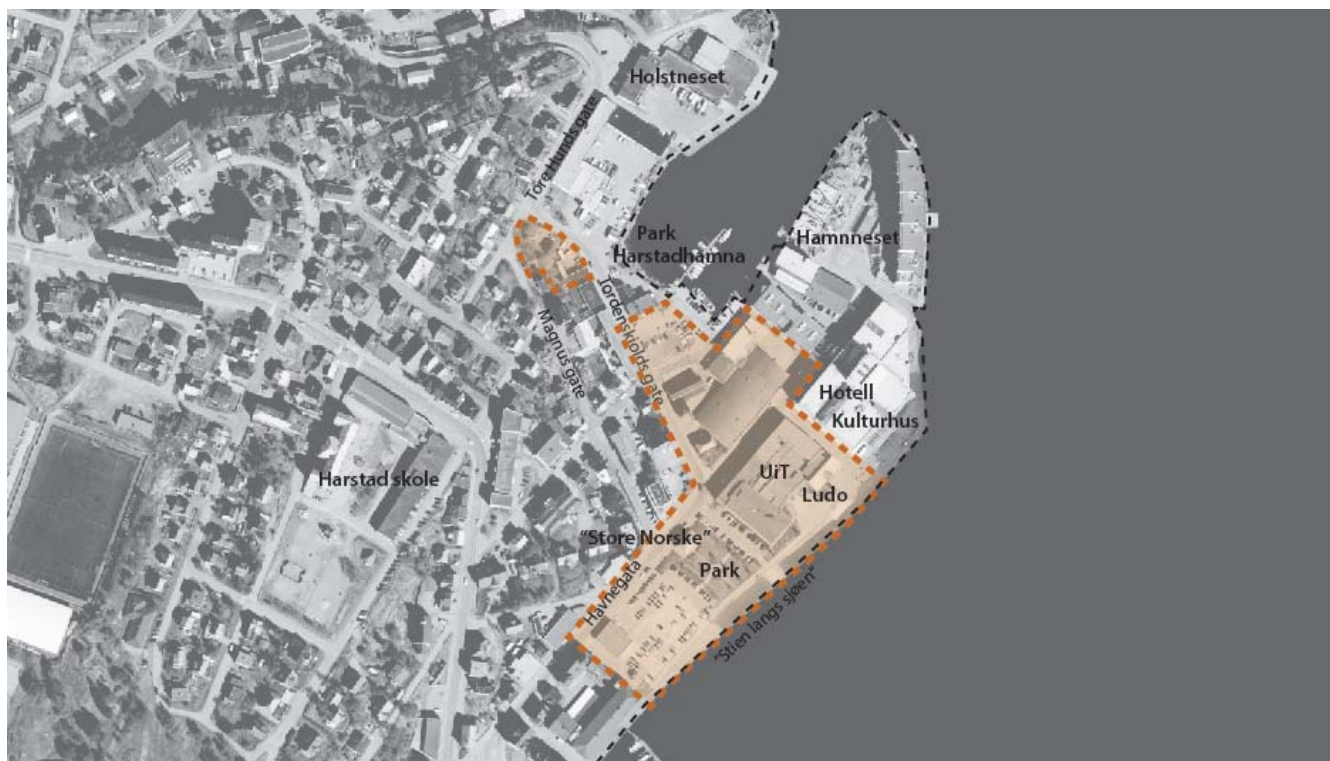 Holstneset
Tore Hunds gate
Park
Harstadhamna
Hamnneset
Tordenskiolds gate
Magnus gate
Hotell
Kulturhus
UiT
Ludo
Harstad skole
"Store Norske"
Park
Havnegata
"Stien langs sjøen"